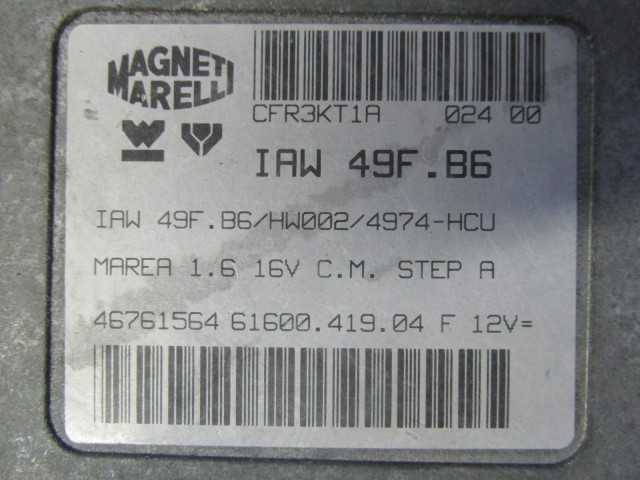 MAGNETI
MARELLI
CFR3KT1A 024 00
IAW 49F.B6
IAW 49F.B6/HW002/4974-HCU
MAREA 1.6 16V C.M. STEP A
46761564 61600.419.04 F 12V=